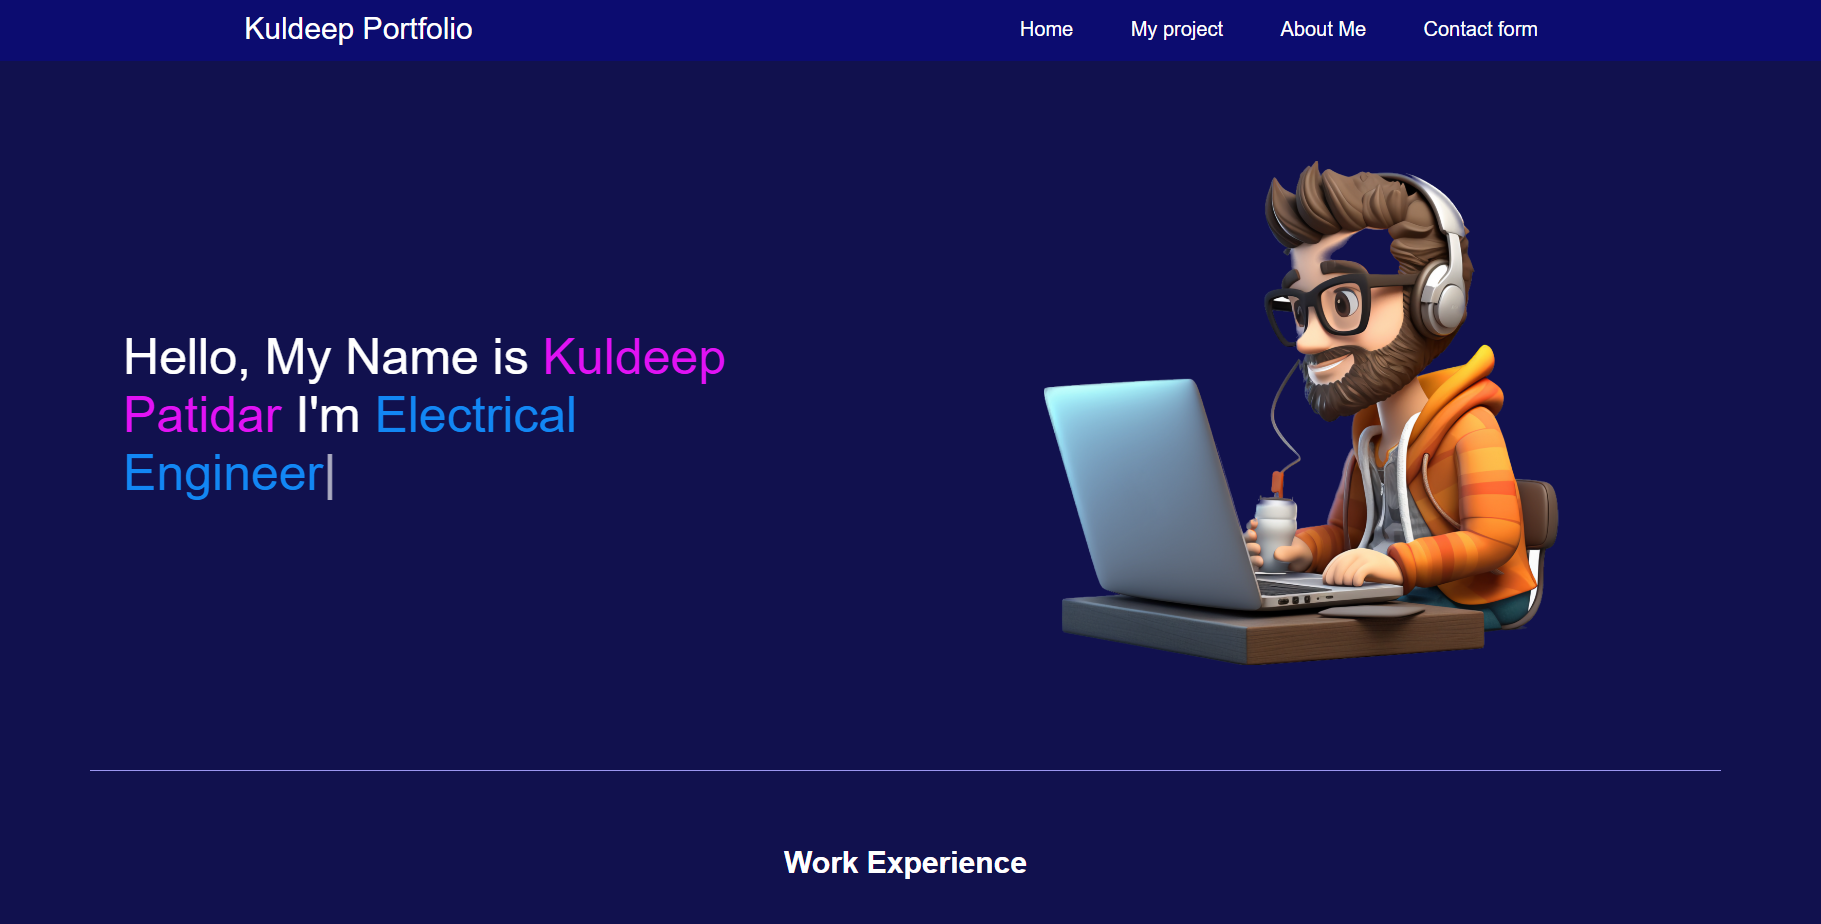 Kuldeep Portfolio
Home
My project
About Me
Contact form
Hello, My Name is Kuldeep
Patidar I'm Electrical
Engineer|
Work Experience